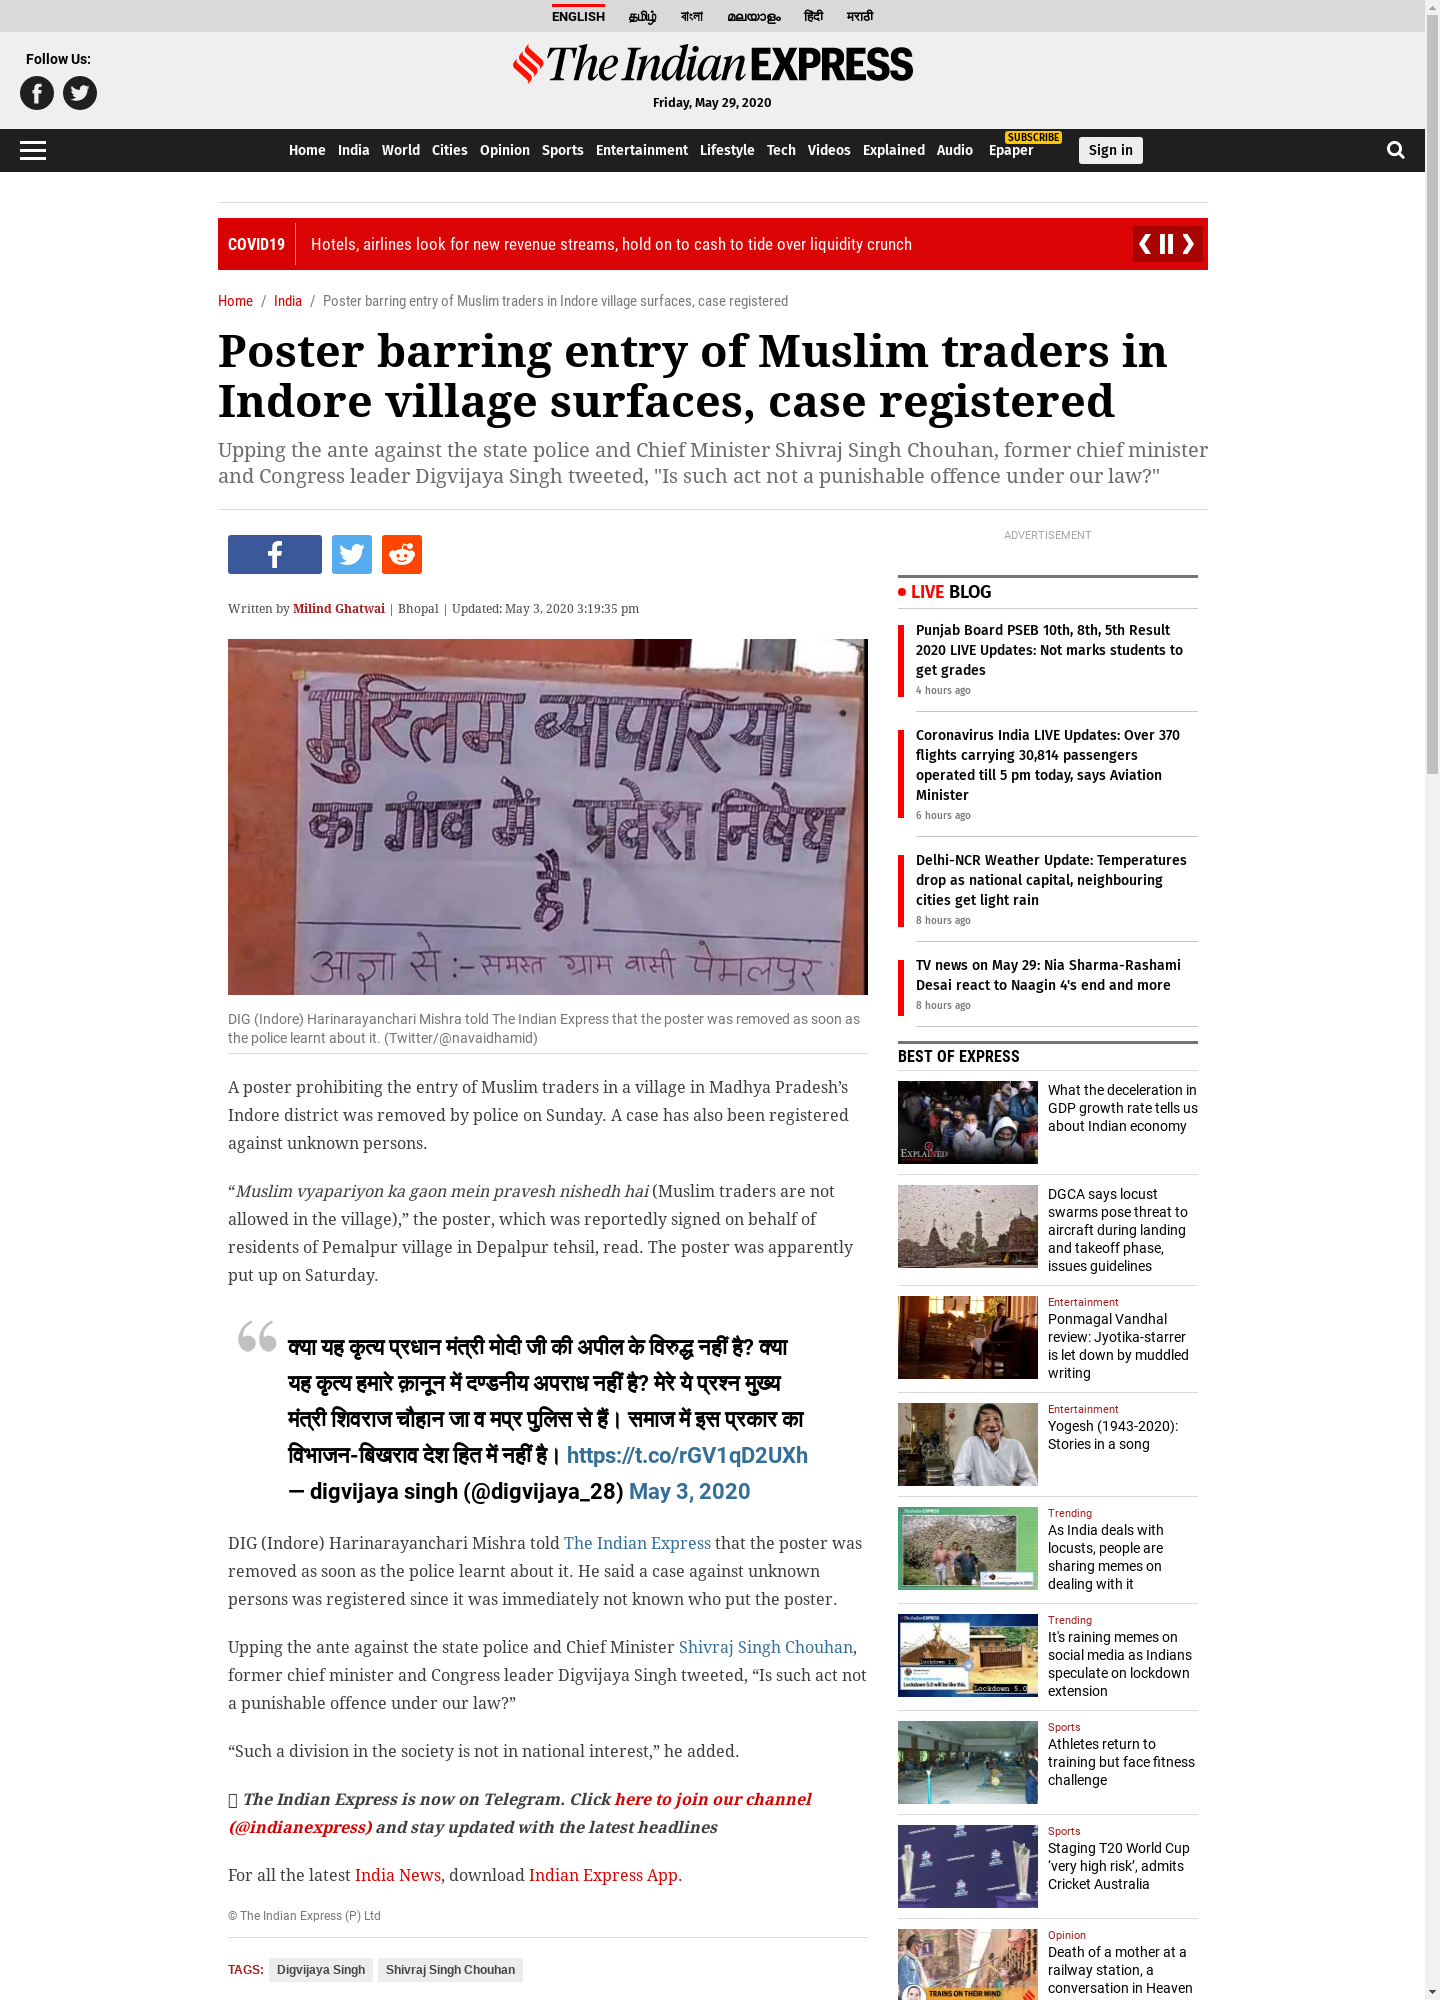 ENGLISH தமிழ் বাংলা മലയാളം हिंदी मराठी
Follow Us:
The Indian EXPRESS
Friday, May 29, 2020
Home India World Cities Opinion Sports Entertainment Lifestyle Tech Videos Explained Audio Epaper SUBSCRIBE Sign in
COVID19 Hotels, airlines look for new revenue streams, hold on to cash to tide over liquidity crunch
Home / India / Poster barring entry of Muslim traders in Indore village surfaces, case registered
Poster barring entry of Muslim traders in
Indore village surfaces, case registered
Upping the ante against the state police and Chief Minister Shivraj Singh Chouhan, former chief minister
and Congress leader Digvijaya Singh tweeted, "Is such act not a punishable offence under our law?"
Written by Milind Ghatwai | Bhopal | Updated: May 3, 2020 3:19:35 pm
मुस्लिम व्यापारियों
का गांव में प्रवेश निषेध
है।
आज्ञा से :- समस्त ग्राम वासी पेमलपुर
DIG (Indore) Harinarayanchari Mishra told The Indian Express that the poster was removed as soon as
the police learnt about it. (Twitter/@navaidhamid)
A poster prohibiting the entry of Muslim traders in a village in Madhya Pradesh’s
Indore district was removed by police on Sunday. A case has also been registered
against unknown persons.
“Muslim vyapariyon ka gaon mein pravesh nishedh hai (Muslim traders are not
allowed in the village),” the poster, which was reportedly signed on behalf of
residents of Pemalpur village in Depalpur tehsil, read. The poster was apparently
put up on Saturday.
क्या यह कृत्य प्रधान मंत्री मोदी जी की अपील के विरुद्ध नहीं है? क्या
यह कृत्य हमारे क़ानून में दण्डनीय अपराध नहीं है? मेरे ये प्रश्न मुख्य
मंत्री शिवराज चौहान जा व मप्र पुलिस से हैं। समाज में इस प्रकार का
विभाजन-बिखराव देश हित में नहीं है। https://t.co/rGV1qD2UXh
— digvijaya singh (@digvijaya_28) May 3, 2020
DIG (Indore) Harinarayanchari Mishra told The Indian Express that the poster was
removed as soon as the police learnt about it. He said a case against unknown
persons was registered since it was immediately not known who put the poster.
Upping the ante against the state police and Chief Minister Shivraj Singh Chouhan,
former chief minister and Congress leader Digvijaya Singh tweeted, “Is such act not
a punishable offence under our law?”
“Such a division in the society is not in national interest,” he added.
The Indian Express is now on Telegram. Click here to join our channel
(@indianexpress) and stay updated with the latest headlines
For all the latest India News, download Indian Express App.
© The Indian Express (P) Ltd
TAGS: Digvijaya Singh Shivraj Singh Chouhan
ADVERTISEMENT
LIVE BLOG
Punjab Board PSEB 10th, 8th, 5th Result
2020 LIVE Updates: Not marks students to
get grades
4 hours ago
Coronavirus India LIVE Updates: Over 370
flights carrying 30,814 passengers
operated till 5 pm today, says Aviation
Minister
6 hours ago
Delhi-NCR Weather Update: Temperatures
drop as national capital, neighbouring
cities get light rain
8 hours ago
TV news on May 29: Nia Sharma-Rashami
Desai react to Naagin 4's end and more
8 hours ago
BEST OF EXPRESS
EXPLAINED
What the deceleration in
GDP growth rate tells us
about Indian economy
DGCA says locust
swarms pose threat to
aircraft during landing
and takeoff phase,
issues guidelines
Entertainment
Ponmagal Vandhal
review: Jyotika-starrer
is let down by muddled
writing
Entertainment
Yogesh (1943-2020):
Stories in a song
Trending
As India deals with
locusts, people are
sharing memes on
dealing with it
Trending
It's raining memes on
social media as Indians
speculate on lockdown
extension
Lockdown 1.0
Lockdown 5.0 will be like this.
Lockdown 5.0
Sports
Athletes return to
training but face fitness
challenge
Sports
Staging T20 World Cup
‘very high risk’, admits
Cricket Australia
Opinion
Death of a mother at a
railway station, a
conversation in Heaven
TRAINS ON THEIR MIND